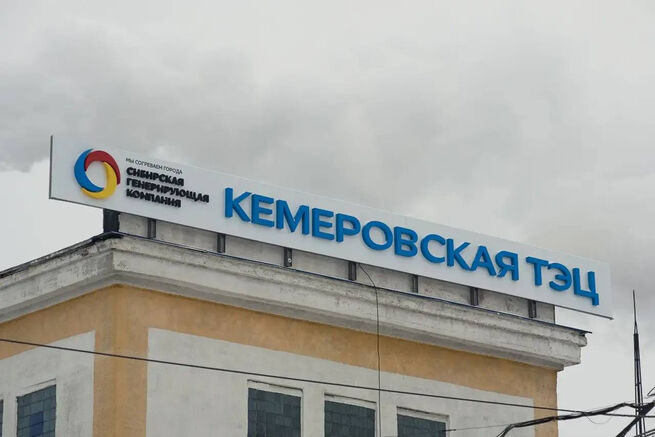 МЫ СОГРЕВАЕМ ГОРОДА
СИБИРСКАЯ
ГЕНЕРИРУЮЩАЯ
КОМПАНИЯ
КЕМЕРОВСКАЯ ТЭЦ